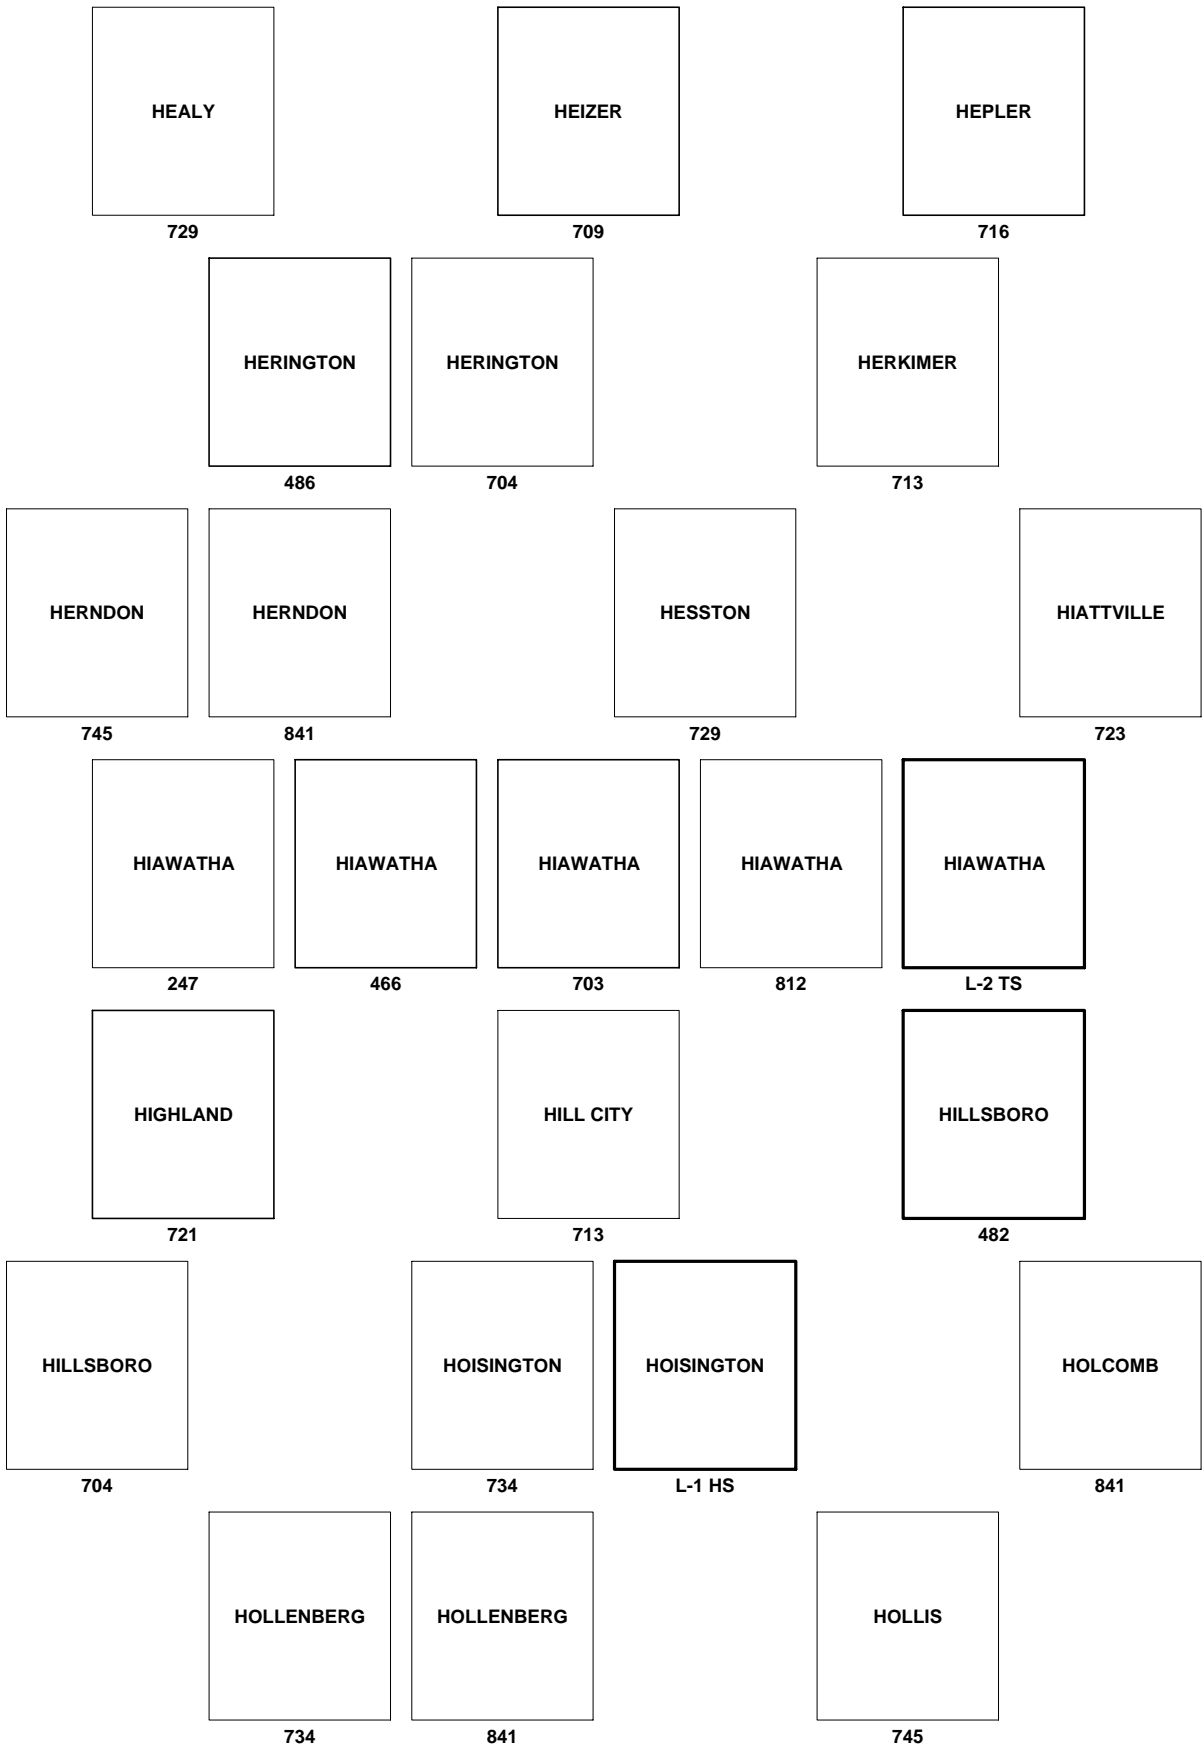 HEALY HEIZER HEPLER
729 709 716
HERINGTON HERINGTON HERKIMER
486 704 713
HERNDON HERNDON HESSTON HIATTVILLE
745 841 729 723
HIAWATHA HIAWATHA HIAWATHA HIAWATHA HIAWATHA
247 466 703 812 L-2 TS
HIGHLAND HILL CITY HILLSBORO
721 713 482
HILLSBORO HOISINGTON HOISINGTON HOLCOMB
704 734 L-1 HS 841
HOLLENBERG HOLLENBERG HOLLIS
734 841 745